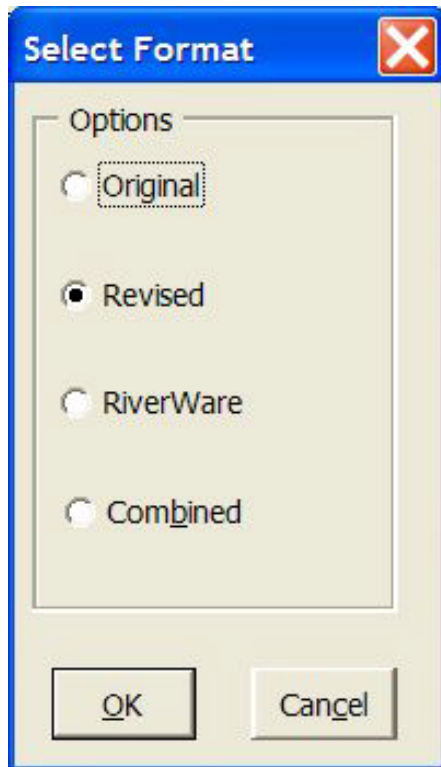 Select Format
Options
Original
Revised
RiverWare
Combined
OK
Cancel